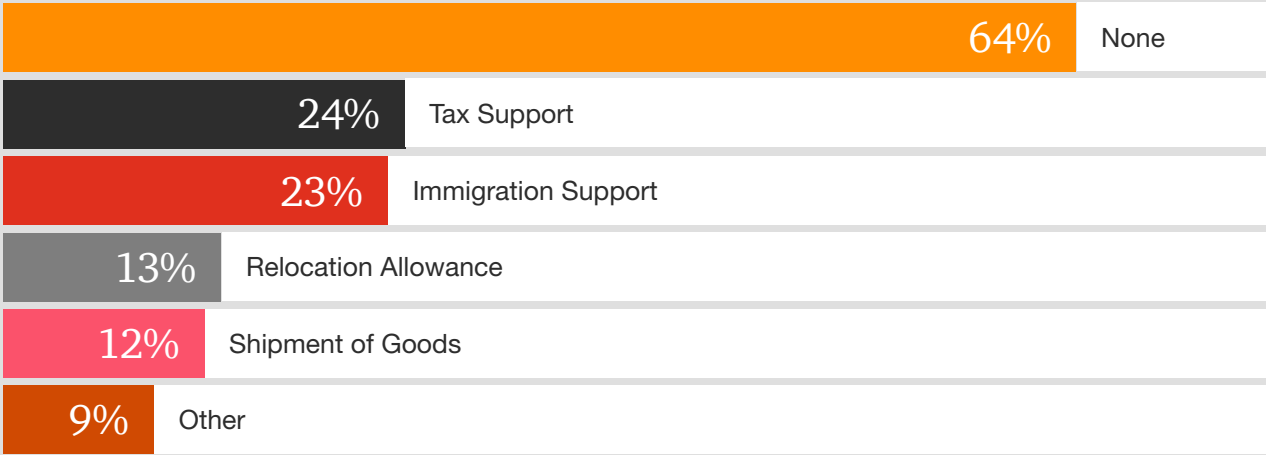 64% None
24% Tax Support
23% Immigration Support
13% Relocation Allowance
12% Shipment of Goods
9% Other